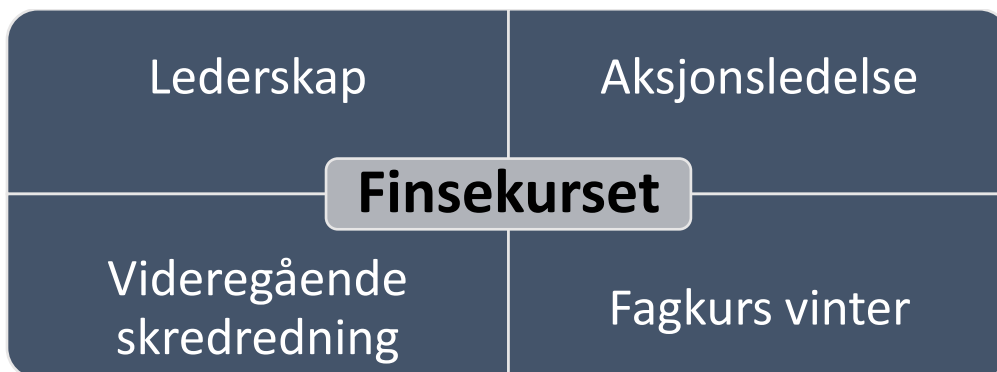 Lederskap
Aksjonsledelse
Finsekurset
Videregående
skredredning
Fagkurs vinter